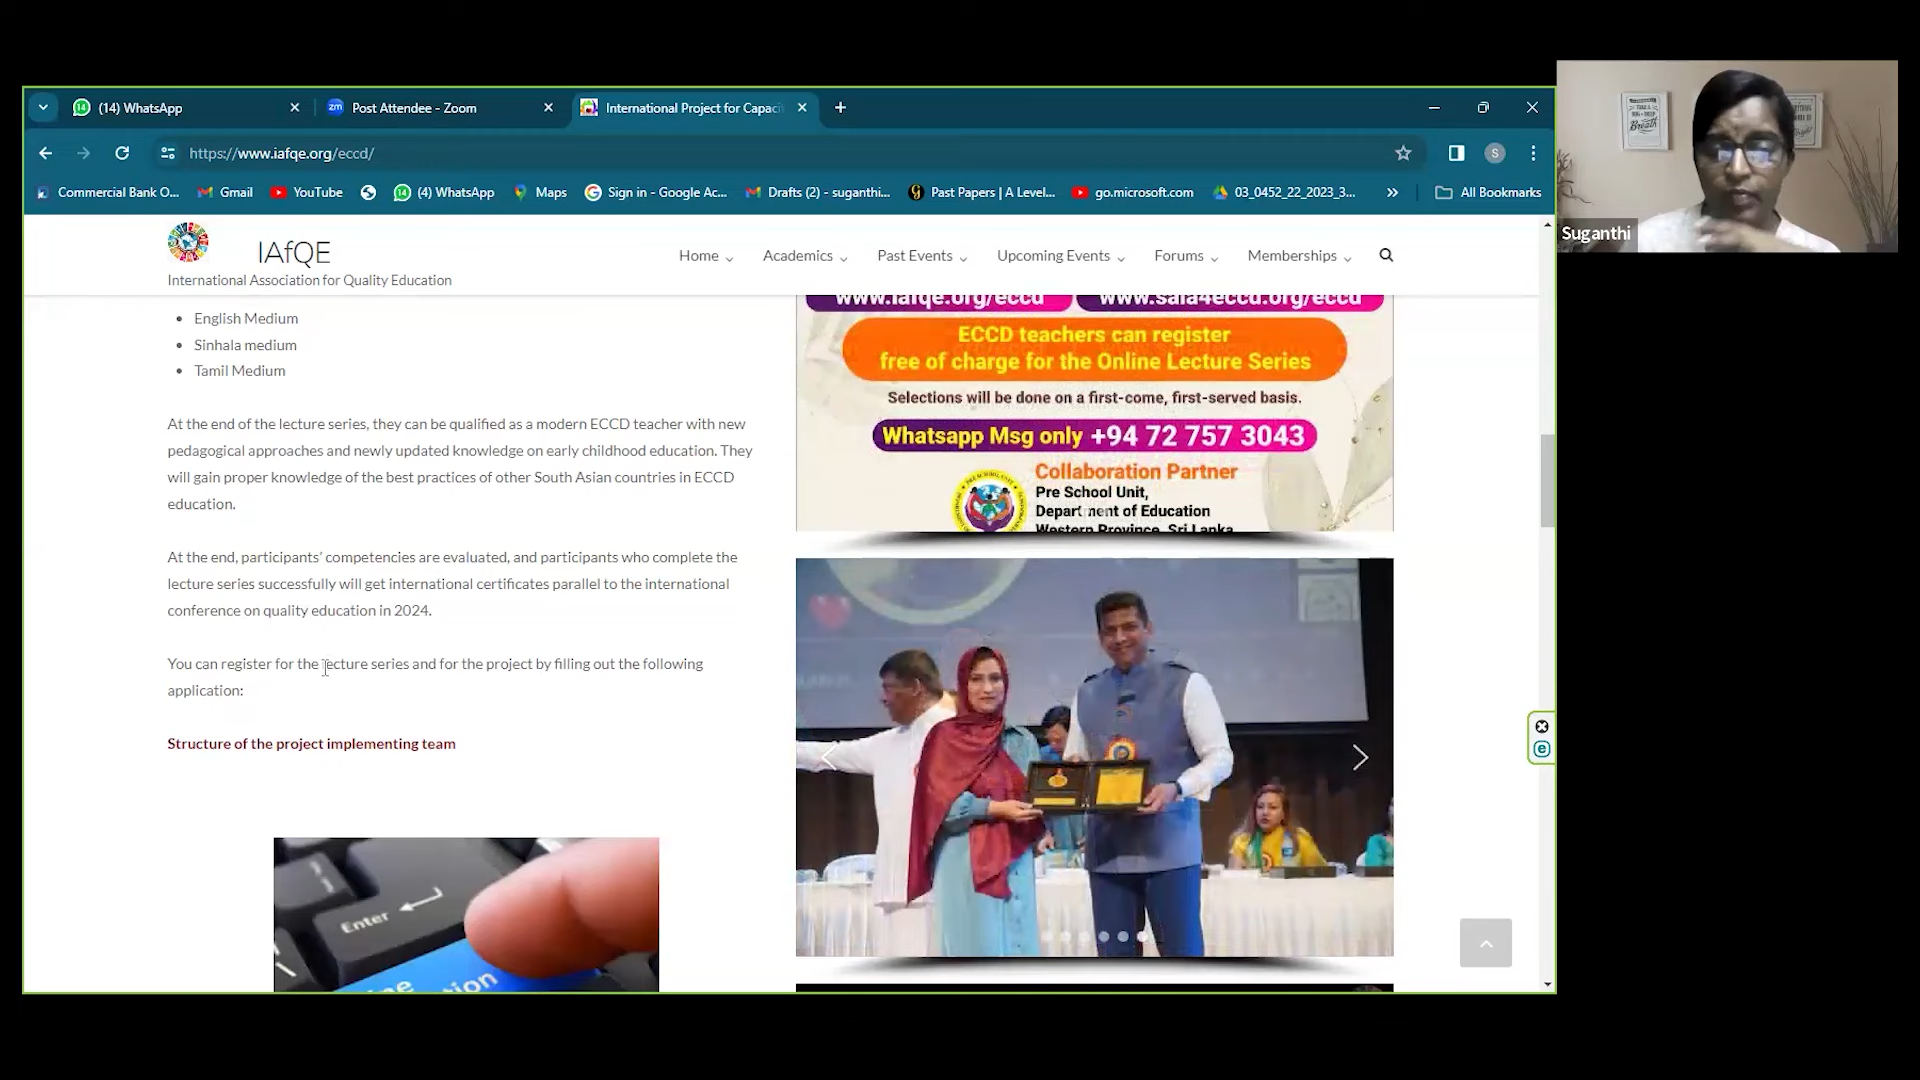 (14) WhatsApp
Post Attendee - Zoom
International Project for Capaci
https://www.iafqe.org/eccd/
Commercial Bank O...
Gmail
YouTube
(4) WhatsApp
Maps
Sign in - Google Ac...
Drafts (2) - suganthi...
Past Papers | A Level...
go.microsoft.com
03_0452_22_2023_3...
All Bookmarks
IAfQE
International Association for Quality Education
Home
Academics
Past Events
Upcoming Events
Forums
Memberships
English Medium
Sinhala medium
Tamil Medium
At the end of the lecture series, they can be qualified as a modern ECCD teacher with new
pedagogical approaches and newly updated knowledge on early childhood education. They
will gain proper knowledge of the best practices of other South Asian countries in ECCD
education.
At the end, participants' competencies are evaluated, and participants who complete the
lecture series successfully will get international certificates parallel to the international
conference on quality education in 2024.
You can register for the lecture series and for the project by filling out the following
application:
Structure of the project implementing team
Enter
www.iafqe.org/eccd
www.saia4eccd.org/eccd
ECCD teachers can register
free of charge for the Online Lecture Series
Selections will be done on a first-come, first-served basis.
Whatsapp Msg only +94 72 757 3043
Collaboration Partner
Pre School Unit,
Department of Education
Western Province, Sri Lanka
Suganthi
Breath